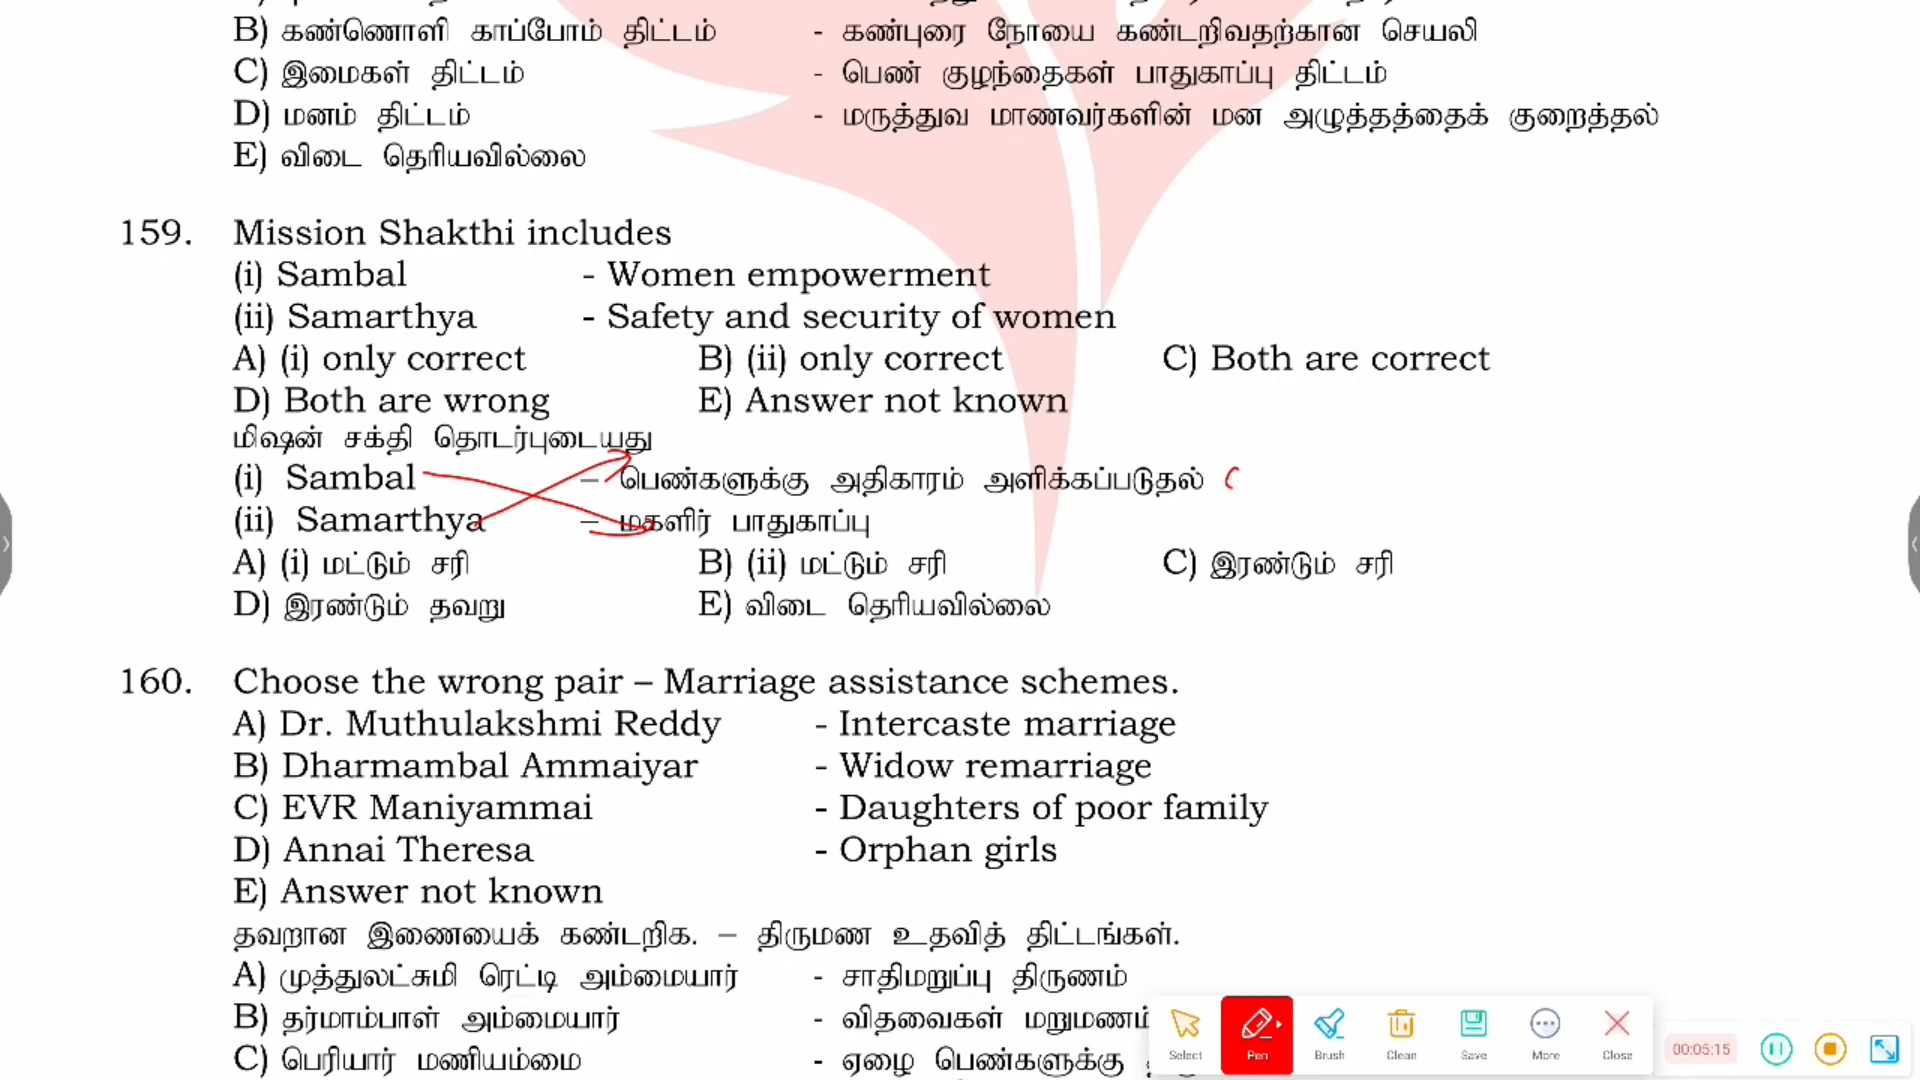 B) கண்ணொளி காப்போம் திட்டம் - கண்புரை நோயை கண்டறிவதற்கான செயலி
C) இமைகள் திட்டம் - பெண் குழந்தைகள் பாதுகாப்பு திட்டம்
D) மனம் திட்டம் - மருத்துவ மாணவர்களின் மன அழுத்தத்தைக் குறைத்தல்
E) விடை தெரியவில்லை
159. Mission Shakthi includes
(i) Sambal - Women empowerment
(ii) Samarthya - Safety and security of women
A) (i) only correct B) (ii) only correct C) Both are correct
D) Both are wrong E) Answer not known
மிஷன் சக்தி தொடர்புடையது
(i) Sambal – பெண்களுக்கு அதிகாரம் அளிக்கப்படுதல்
(ii) Samarthya – மகளிர் பாதுகாப்பு
A) (i) மட்டும் சரி B) (ii) மட்டும் சரி C) இரண்டும் சரி
D) இரண்டும் தவறு E) விடை தெரியவில்லை
160. Choose the wrong pair – Marriage assistance schemes.
A) Dr. Muthulakshmi Reddy - Intercaste marriage
B) Dharmambal Ammaiyar - Widow remarriage
C) EVR Maniyammai - Daughters of poor family
D) Annai Theresa - Orphan girls
E) Answer not known
தவறான இணையைக் கண்டறிக. – திருமண உதவித் திட்டங்கள்.
A) முத்துலட்சுமி ரெட்டி அம்மையார் - சாதிமறுப்பு திருணம்
B) தர்மாம்பாள் அம்மையார் - விதவைகள் மறுமணம்
C) பெரியார் மணியம்மை - ஏழை பெண்களுக்கு
Select Pen Brush Clean Save More Close 00:05:15